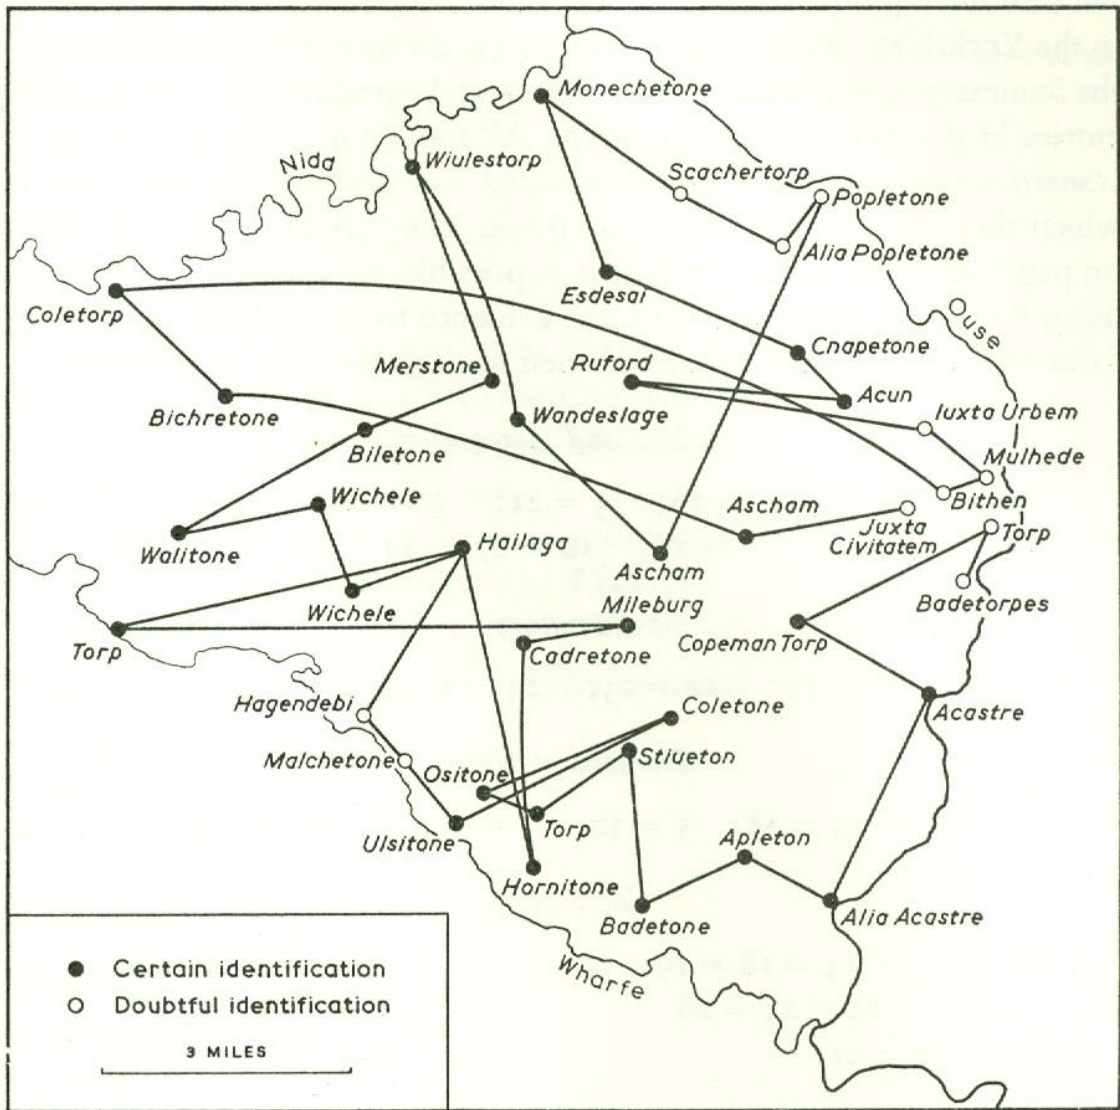 Monechetone
Nidd
Wiulestorp
Scachertorp
Popletone
Alia Popletone
Esdesai
Coletorp
Ouse
Cnapetone
Merstone
Ruford
Acun
Bichretone
Wandeslage
Iuxta Urbem
Biletone
Mulhede
Wichele
Ascham
Bithen
Walitone
Hailaga
Juxta
Civitatem
Torp
Ascham
Wichele
Mileburg
Badetorpes
Torp
Cadretone
Copeman Torp
Hagendebi
Coletone
Acastre
Malchetone
Ositone
Stiueton
Ulsitone
Torp
Apleton
Hornitone
Badetone
Alia Acastre
Wharfe
Certain identification
Doubtful identification
3 MILES